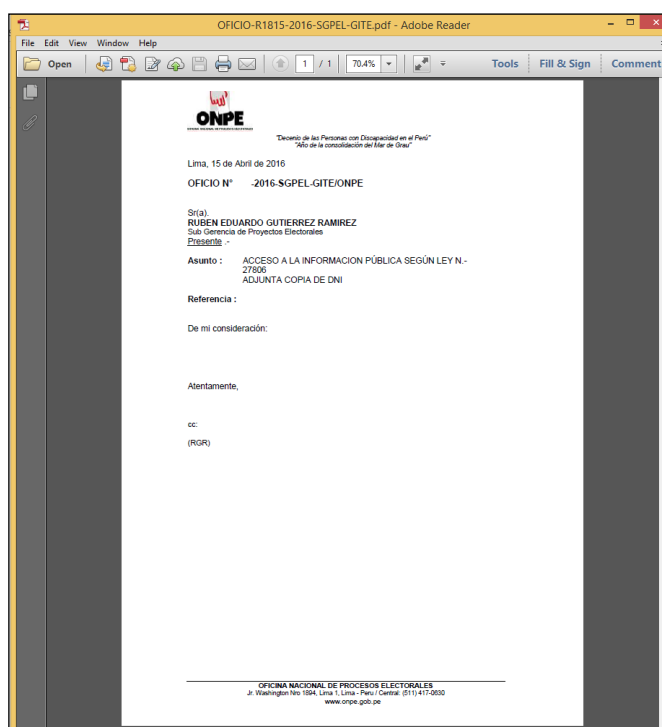 OFICIO-R1815-2016-SGPEL-GITE.pdf - Adobe Reader
File Edit View Window Help
Open 1 / 1 70.4% Tools Fill & Sign Comment
ONPE
OFICINA NACIONAL DE PROCESOS ELECTORALES
"Decenio de las Personas con Discapacidad en el Perú"
"Año de la consolidación del Mar de Grau"
Lima, 15 de Abril de 2016
OFICIO N° -2016-SGPEL-GITE/ONPE
Sr(a).
RUBEN EDUARDO GUTIERREZ RAMIREZ
Sub Gerencia de Proyectos Electorales
Presente .-
Asunto : ACCESO A LA INFORMACION PÚBLICA SEGÚN LEY N.-
27806
ADJUNTA COPIA DE DNI
Referencia :
De mi consideración:
Atentamente,
cc:
(RGR)
OFICINA NACIONAL DE PROCESOS ELECTORALES
Jr. Washington Nro 1894, Lima 1, Lima - Peru / Central: (511) 417-0630
www.onpe.gob.pe